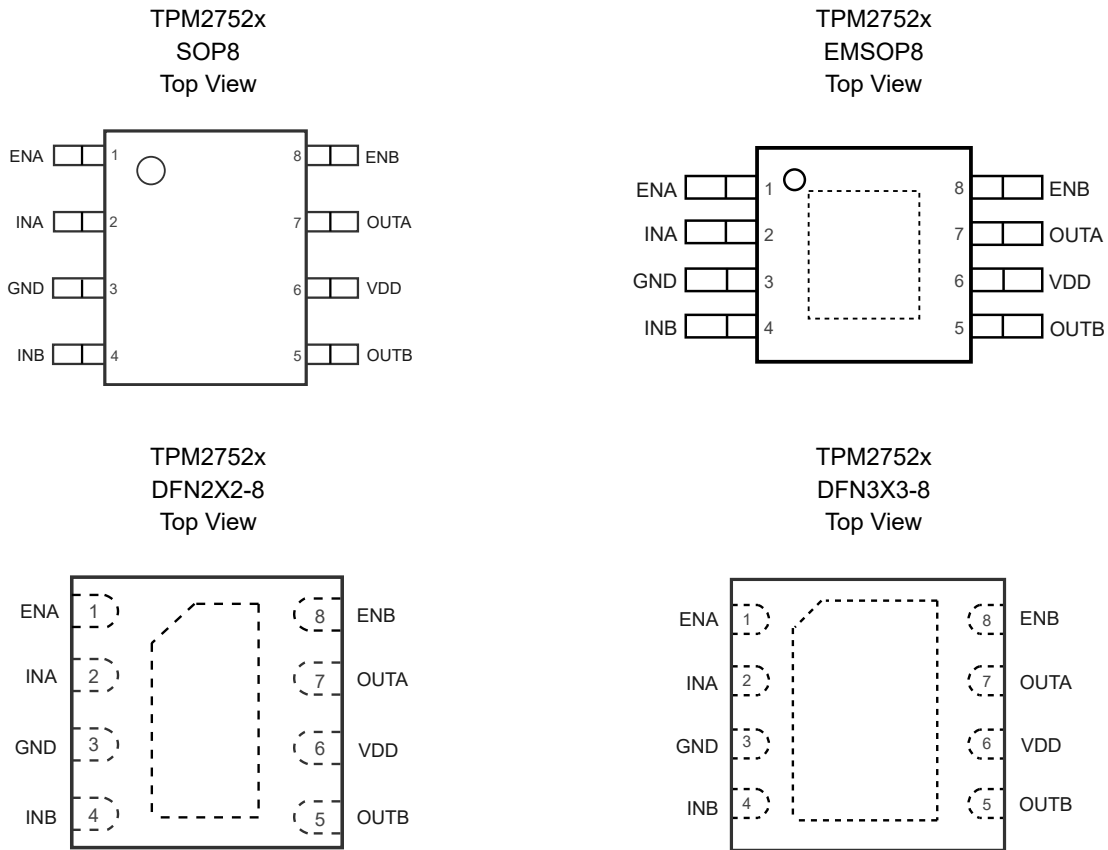 TPM2752x
SOP8
Top View
ENA 1 8 ENB
INA 2 7 OUTA
GND 3 6 VDD
INB 4 5 OUTB
TPM2752x
EMSOP8
Top View
ENA 1 8 ENB
INA 2 7 OUTA
GND 3 6 VDD
INB 4 5 OUTB
TPM2752x
DFN2X2-8
Top View
ENA 1 8 ENB
INA 2 7 OUTA
GND 3 6 VDD
INB 4 5 OUTB
TPM2752x
DFN3X3-8
Top View
ENA 1 8 ENB
INA 2 7 OUTA
GND 3 6 VDD
INB 4 5 OUTB